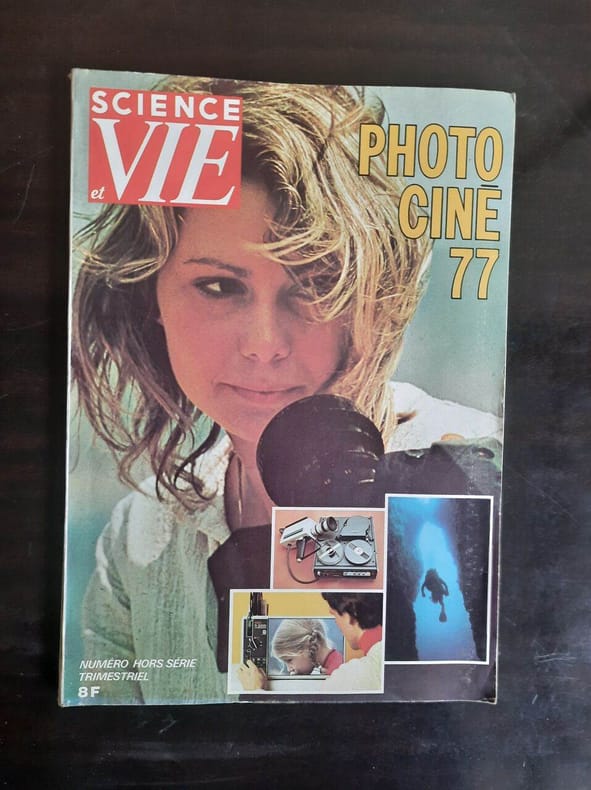 SCIENCE
et VIE
PHOTO
CINÉ
77
NUMÉRO HORS SÉRIE
TRIMESTRIEL
8F